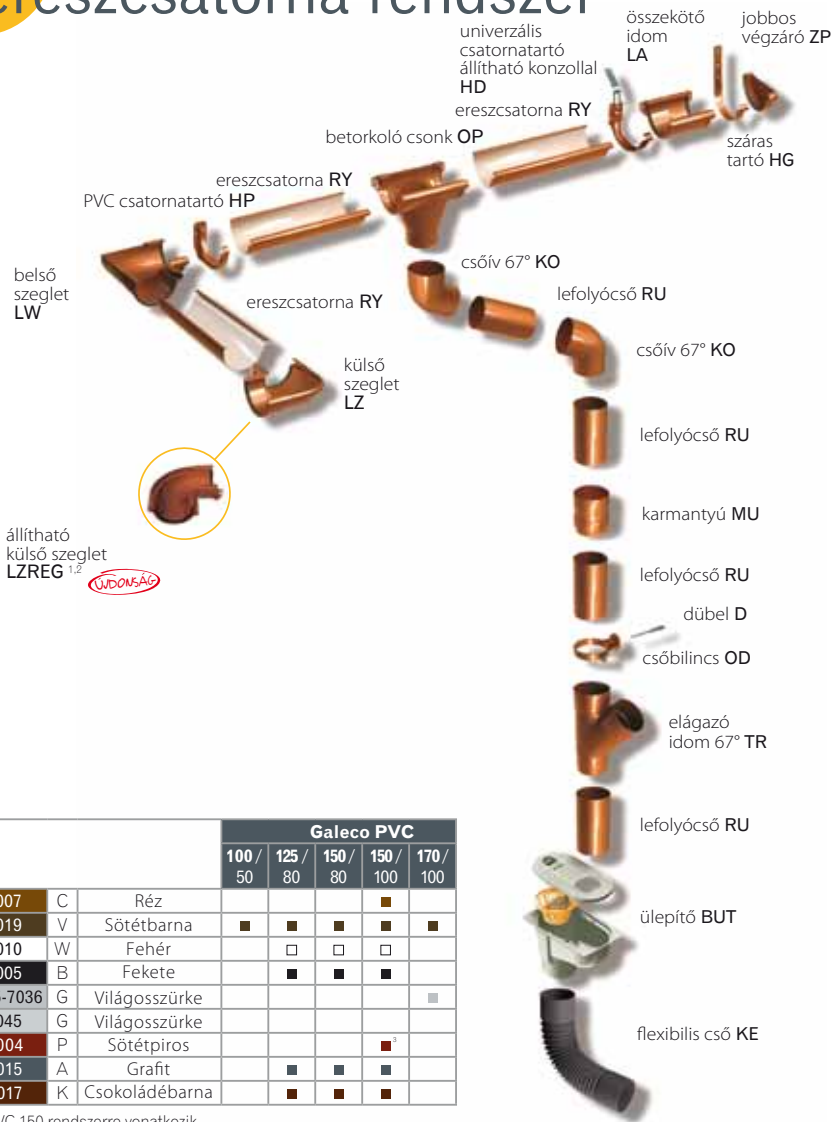 ereszcsatorna rendszer
összekötő
idom
LA
jobbos
végzáró ZP
univerzális
csatornatartó
állítható konzollal
HD
ereszcsatorna RY
betorkoló csonk OP
száras
tartó HG
ereszcsatorna RY
PVC csatornatartó HP
belső
szeglet
LW
csőív 67° KO
ereszcsatorna RY
lefolyócső RU
csőív 67° KO
külső
szeglet
LZ
lefolyócső RU
karmantyú MU
állítható
külső szeglet
LZREG 1,2
ÚJDONSÁG
lefolyócső RU
dübel D
csőbilincs OD
elágazó
idom 67° TR
lefolyócső RU
ülepítő BUT
flexibilis cső KE
Galeco PVC
100 / 50 125 / 80 150 / 80 150 / 100 170 / 100
007 C Réz
019 V Sötétbarna
010 W Fehér
005 B Fekete
-7036 G Világosszürke
045 G Világosszürke
004 P Sötétpiros 3
015 A Grafit
017 K Csokoládébarna
150 rendszerre vonatkozik